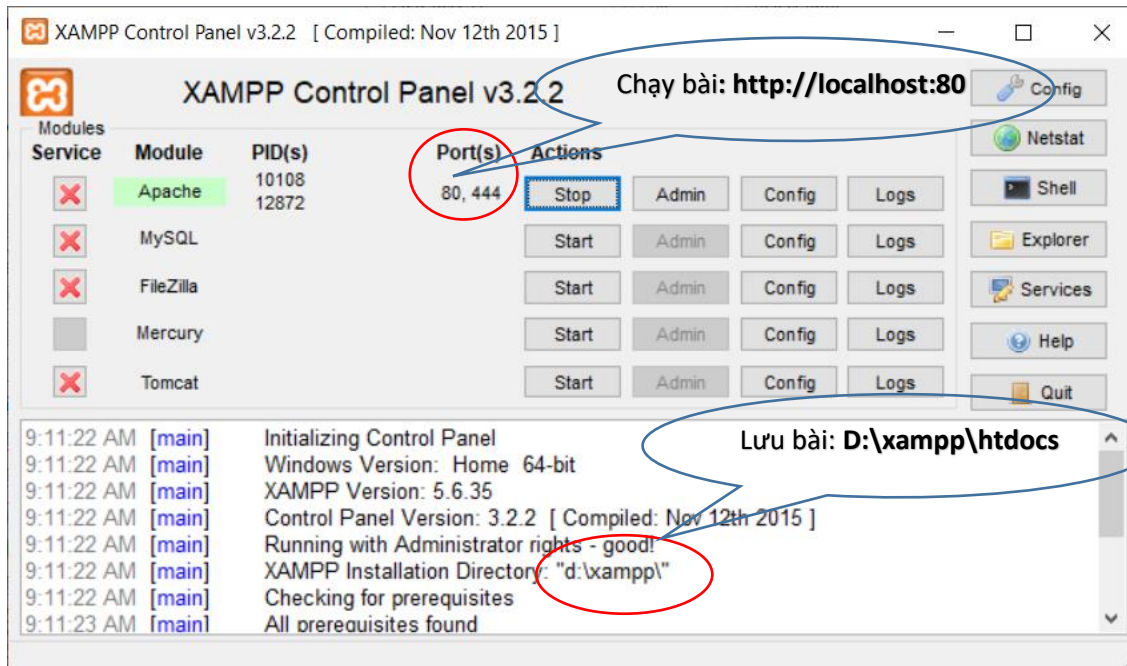 XAMPP Control Panel v3.2.2 [ Compiled: Nov 12th 2015 ]
XAMPP Control Panel v3.2.2
Chạy bài: http://localhost:80
Config
Modules
Service Module PID(s) Port(s) Actions
Netstat
Apache 10108 12872 80, 444 Stop Admin Config Logs
Shell
MySQL Start Admin Config Logs
Explorer
FileZilla Start Admin Config Logs
Services
Mercury Start Admin Config Logs
Help
Tomcat Start Admin Config Logs
Quit
Lưu bài: D:\xampp\htdocs
9:11:22 AM [main] Initializing Control Panel
9:11:22 AM [main] Windows Version: Home 64-bit
9:11:22 AM [main] XAMPP Version: 5.6.35
9:11:22 AM [main] Control Panel Version: 3.2.2 [ Compiled: Nov 12th 2015 ]
9:11:22 AM [main] Running with Administrator rights - good!
9:11:22 AM [main] XAMPP Installation Directory: "d:\xampp\"
9:11:22 AM [main] Checking for prerequisites
9:11:23 AM [main] All prerequisites found